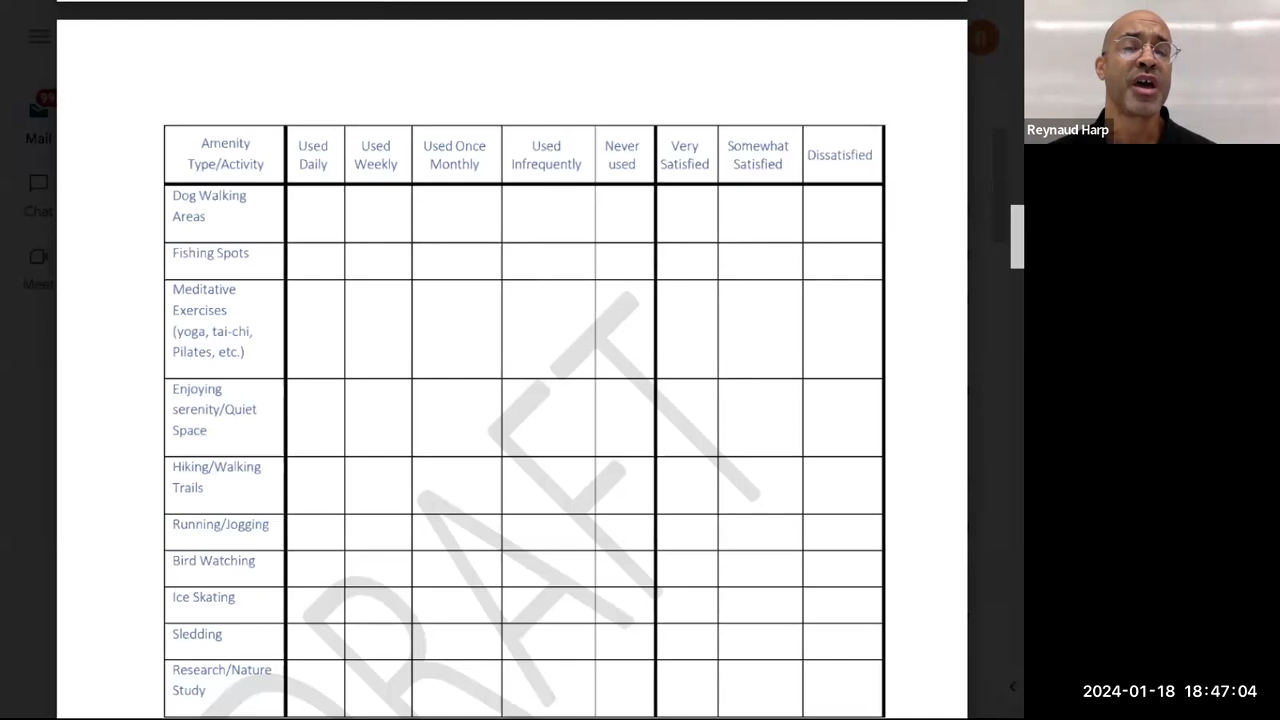 99
Mail
Chat
Meet
Amenity
Type/Activity
Used
Daily
Used
Weekly
Used Once
Monthly
Used
Infrequently
Never
used
Very
Satisfied
Somewhat
Satisfied
Dissatisfied
Dog Walking
Areas
Fishing Spots
Meditative
Exercises
(yoga, tai-chi,
Pilates, etc.)
Enjoying
serenity/Quiet
Space
Hiking/Walking
Trails
Running/Jogging
Bird Watching
Ice Skating
Sledding
Research/Nature
Study
DRAFT
Reynaud Harp
2024-01-18 18:47:04